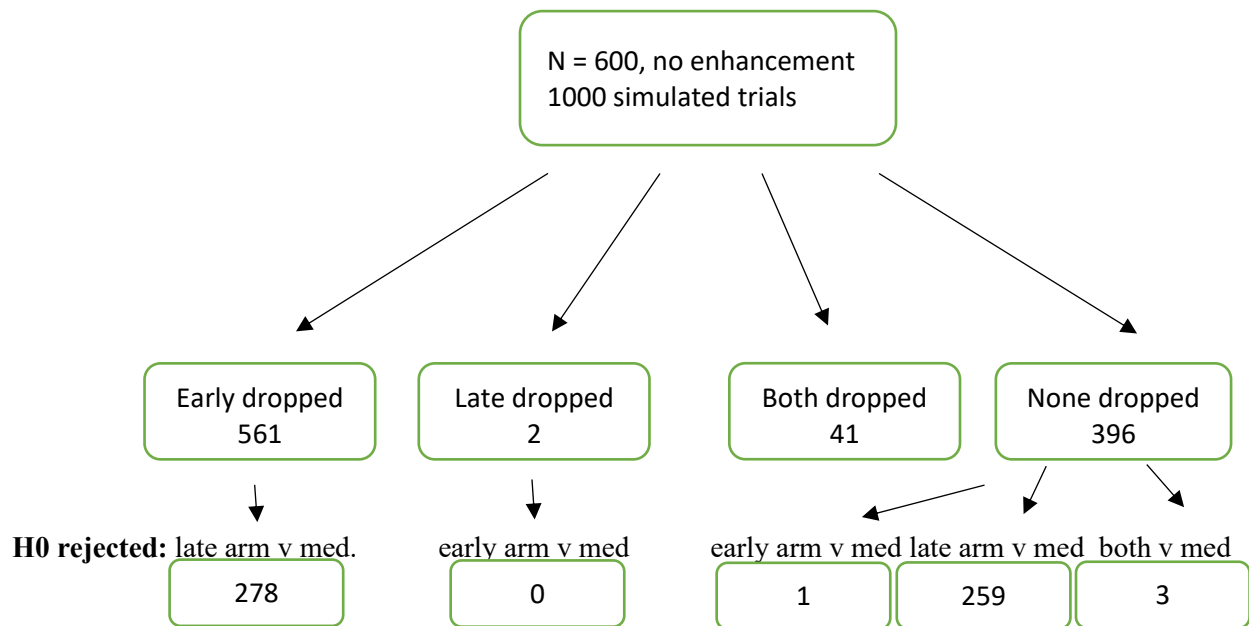 N = 600, no enhancement
1000 simulated trials
Early dropped
561
Late dropped
2
Both dropped
41
None dropped
396
H0 rejected: late arm v med. early arm v med early arm v med late arm v med both v med
278 0 1 259 3